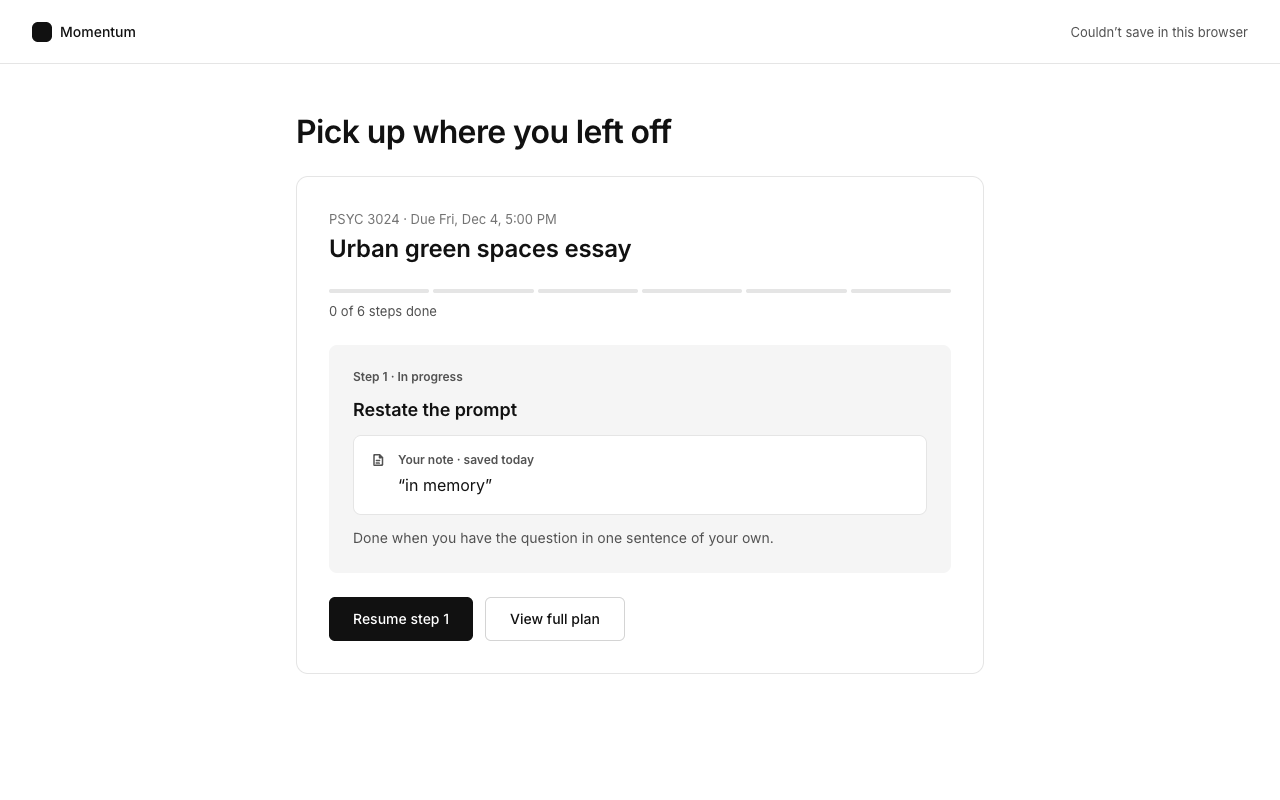 Momentum
Couldn’t save in this browser
Pick up where you left off
PSYC 3024 · Due Fri, Dec 4, 5:00 PM
Urban green spaces essay
0 of 6 steps done
Step 1 · In progress
Restate the prompt
Your note · saved today
“in memory”
Done when you have the question in one sentence of your own.
Resume step 1
View full plan